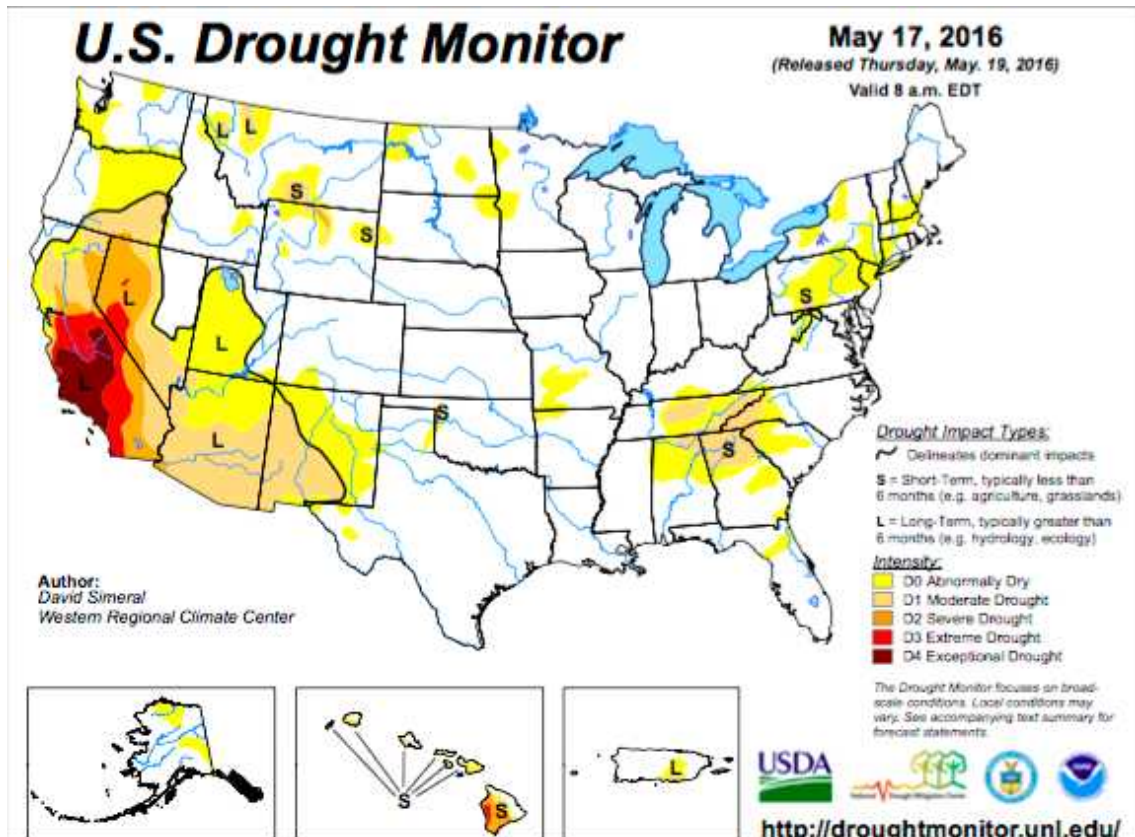 U.S. Drought Monitor
May 17, 2016
(Released Thursday, May. 19, 2016)
Valid 8 a.m. EDT
L
L
S
S
L
L
L
L
S
S
S
Drought Impact Types:
Delineates dominant impacts
S = Short-Term, typically less than
6 months (e.g. agriculture, grasslands)
L = Long-Term, typically greater than
6 months (e.g. hydrology, ecology)
Intensity:
D0 Abnormally Dry
D1 Moderate Drought
D2 Severe Drought
D3 Extreme Drought
D4 Exceptional Drought
Author:
David Simeral
Western Regional Climate Center
The Drought Monitor focuses on broad-
scale conditions. Local conditions may
vary. See accompanying text summary for
forecast statements.
S
S
L
USDA
National Drought Mitigation Center
http://droughtmonitor.unl.edu/